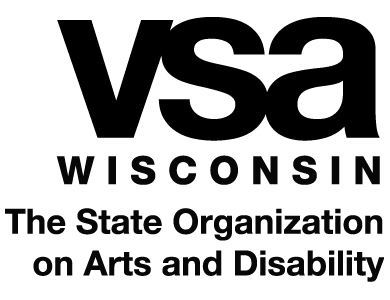 vsa
WISCONSIN
The State Organization
on Arts and Disability